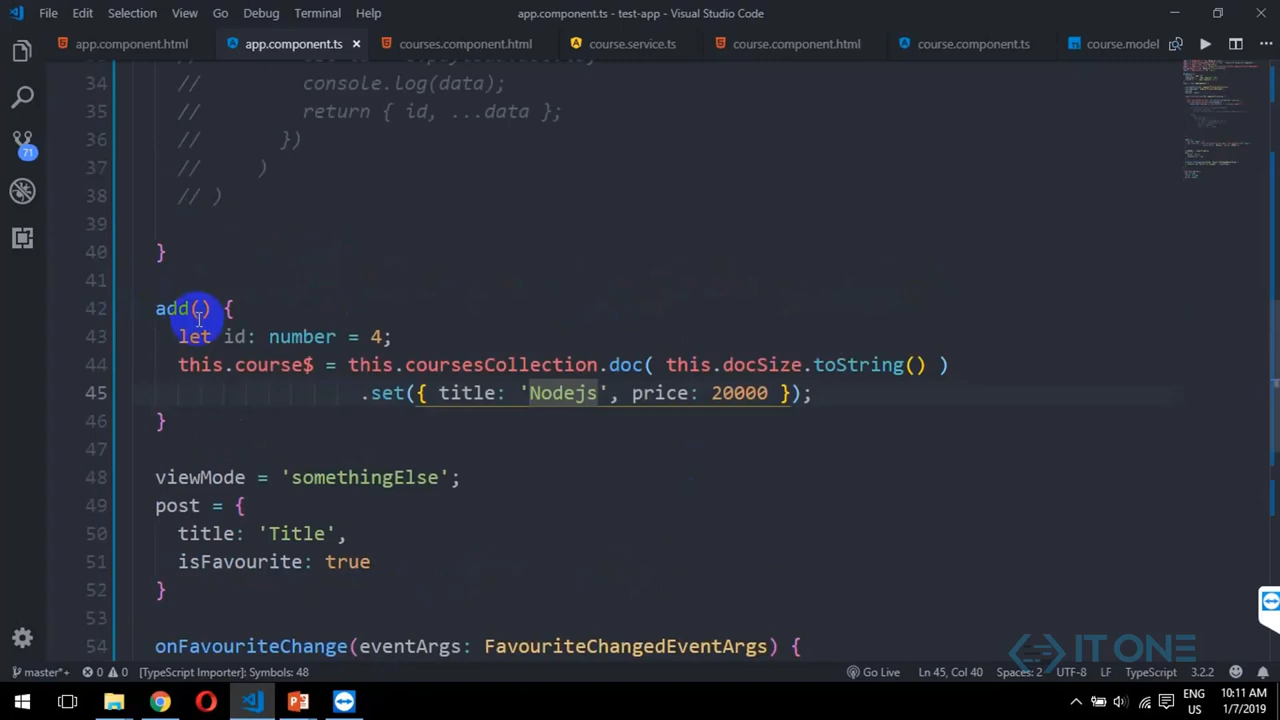 File Edit Selection View Go Debug Terminal Help app.component.ts - test-app - Visual Studio Code
app.component.html app.component.ts courses.component.html course.service.ts course.component.html course.component.ts course.model
34 // console.log(data);
35 // return { id, ...data };
36 // })
37 // )
38 // )
39
40 }
41
42 add() {
43 let id: number = 4;
44 this.course$ = this.coursesCollection.doc( this.docSize.toString() )
45 .set({ title: 'Nodejs', price: 20000 });
46 }
47
48 viewMode = 'somethingElse';
49 post = {
50 title: 'Title',
51 isFavourite: true
52 }
53
54 onFavouriteChange(eventArgs: FavouriteChangedEventArgs) {
71
IT ONE
master*+ 0 0 [TypeScript Importer]: Symbols: 48 Go Live Ln 45, Col 40 Spaces: 2 UTF-8 LF TypeScript 3.2.2
ENG 10:11 AM
US 1/7/2019